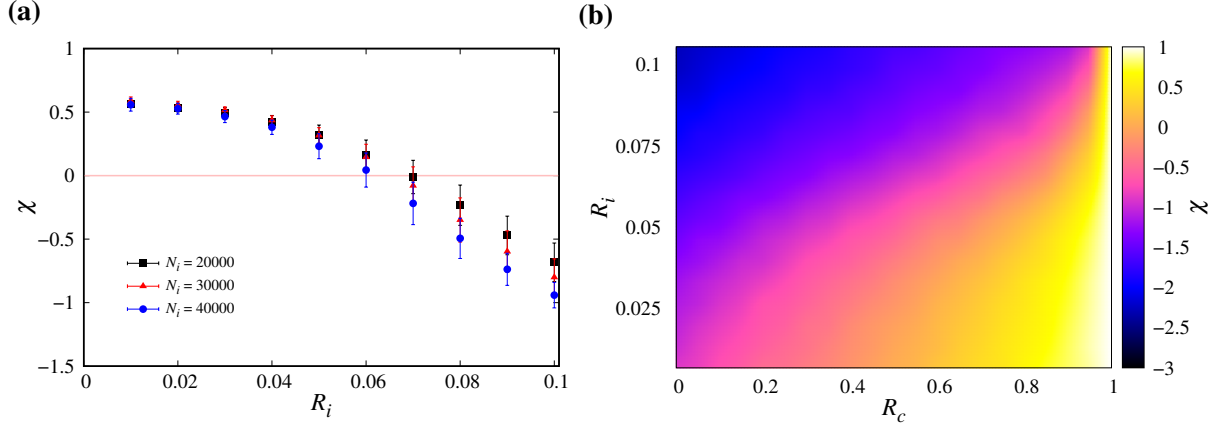 (a)
1
0.5
0
−0.5
−1
−1.5
χ
N_i = 20000
N_i = 30000
N_i = 40000
0 0.02 0.04 0.06 0.08 0.1
R_i
(b)
0.1
0.075
0.05
0.025
R_i
0 0.2 0.4 0.6 0.8 1
R_c
1
0.5
0
−0.5
−1
−1.5
−2
−2.5
−3
χ